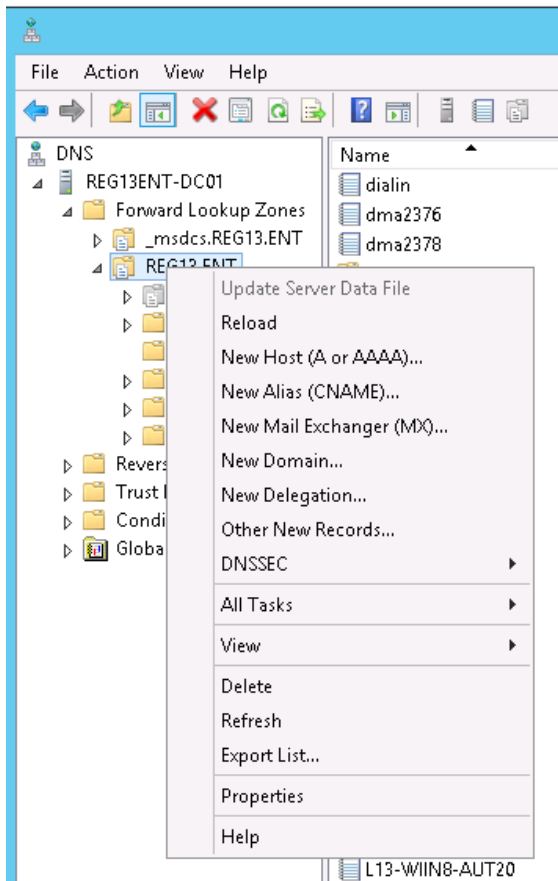 File Action View Help
DNS
REG13ENT-DC01
Forward Lookup Zones
_msdcs.REG13.ENT
REG13.ENT
Revers
Trust
Condi
Globa
Name
dialin
dma2376
dma2378
Update Server Data File
Reload
New Host (A or AAAA)...
New Alias (CNAME)...
New Mail Exchanger (MX)...
New Domain...
New Delegation...
Other New Records...
DNSSEC
All Tasks
View
Delete
Refresh
Export List...
Properties
Help
L13-WIIN8-AUT20